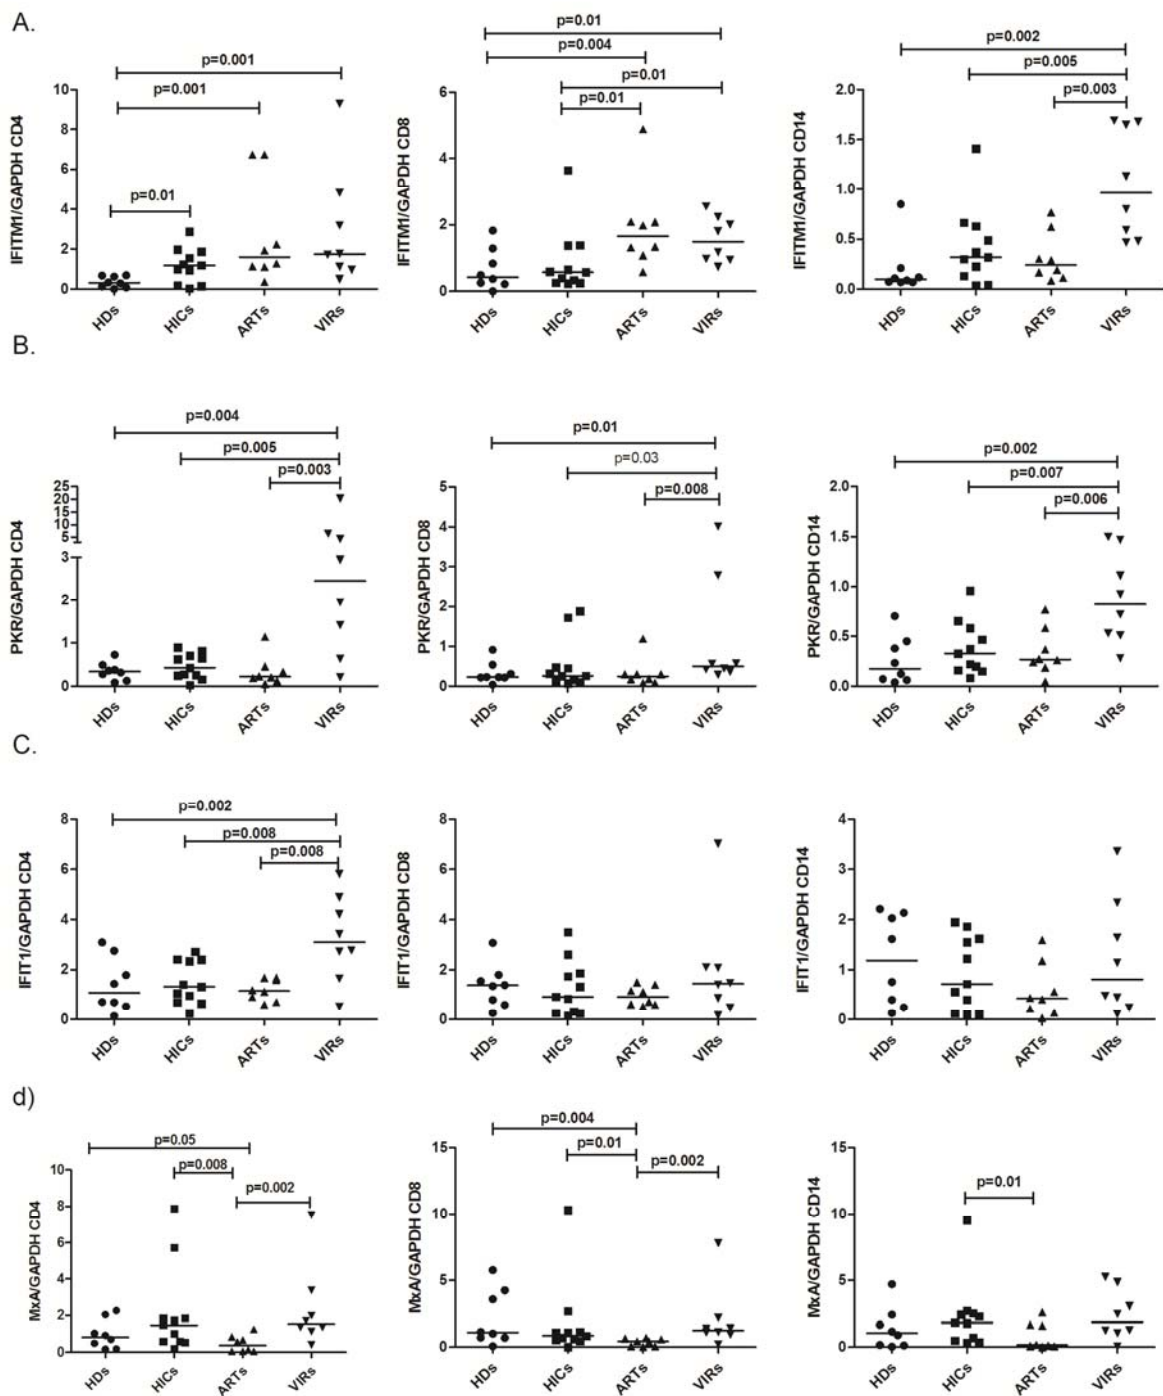 A.
p=0.001
p=0.001
p=0.01
IFITM1/GAPDH CD4
10
8
6
4
2
0
HDs
HICs
ARTs
VIRs
p=0.01
p=0.004
p=0.01
p=0.01
IFITM1/GAPDH CD8
6
4
2
0
HDs
HICs
ARTs
VIRs
p=0.002
p=0.005
p=0.003
IFITM1/GAPDH CD14
2.0
1.5
1.0
0.5
0.0
HDs
HICs
ARTs
VIRs
B.
p=0.004
p=0.005
p=0.003
PKR/GAPDH CD4
25
20
15
10
5
3
2
1
0
HDs
HICs
ARTs
VIRs
p=0.01
p=0.03
p=0.008
PKR/GAPDH CD8
5
4
3
2
1
0
HDs
HICs
ARTs
VIRs
p=0.002
p=0.007
p=0.006
PKR/GAPDH CD14
2.0
1.5
1.0
0.5
0.0
HDs
HICs
ARTs
VIRs
C.
p=0.002
p=0.008
p=0.008
IFIT1/GAPDH CD4
8
6
4
2
0
HDs
HICs
ARTs
VIRs
IFIT1/GAPDH CD8
8
6
4
2
0
HDs
HICs
ARTs
VIRs
IFIT1/GAPDH CD14
4
3
2
1
0
HDs
HICs
ARTs
VIRs
d)
p=0.05
p=0.008
p=0.002
MxA/GAPDH CD4
10
8
6
4
2
0
HDs
HICs
ARTs
VIRs
p=0.004
p=0.01
p=0.002
MxA/GAPDH CD8
15
10
5
0
HDs
HICs
ARTs
VIRs
p=0.01
MxA/GAPDH CD14
15
10
5
0
HDs
HICs
ARTs
VIRs